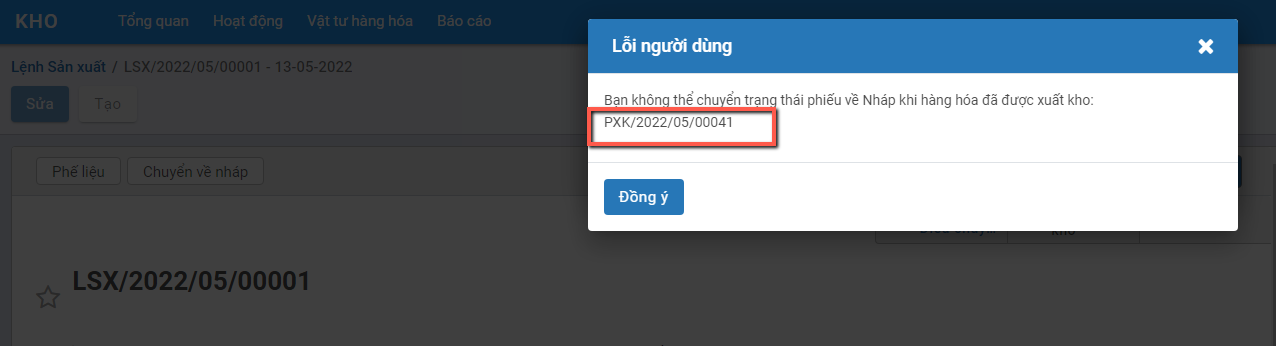 KHO Tổng quan Hoạt động Vật tư hàng hóa Báo cáo
Lỗi người dùng
Lệnh Sản xuất / LSX/2022/05/00001 - 13-05-2022
Sửa Tạo
Bạn không thể chuyển trạng thái phiếu về Nháp khi hàng hóa đã được xuất kho:
PXK/2022/05/00041
Phế liệu Chuyển về nháp
Đồng ý
LSX/2022/05/00001